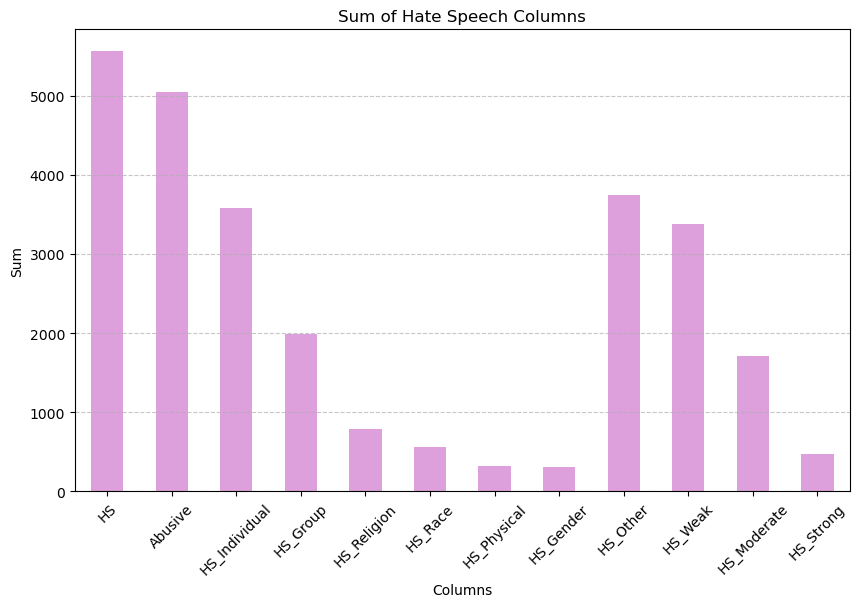 Sum of Hate Speech Columns
Sum
5000
4000
3000
2000
1000
0
HS
Abusive
HS_Individual
HS_Group
HS_Religion
HS_Race
HS_Physical
HS_Gender
HS_Other
HS_Weak
HS_Moderate
HS_Strong
Columns